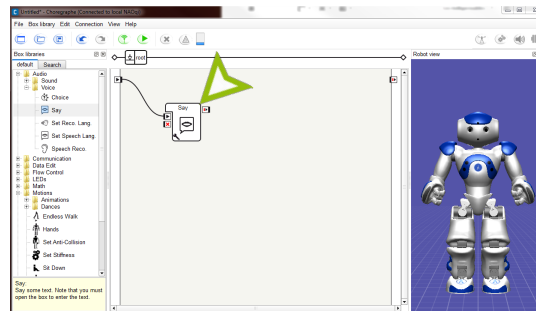 Untitled* - Choregraphe (Connected to local NAOqi)
File Box library Edit Connection View Help
Box libraries
root
Robot view
default Search
Audio
Sound
Voice
Choice
Say
Set Reco. Lang
Set Speech Lang.
Speech Reco.
Communication
Data Edit
Flow Control
LEDs
Math
Motions
Animations
Dances
Endless Walk
Hands
Set Anti-Collision
Set Stiffness
Sit Down
Say
Say:
Say some text. Note that you must
open the box to enter the text.